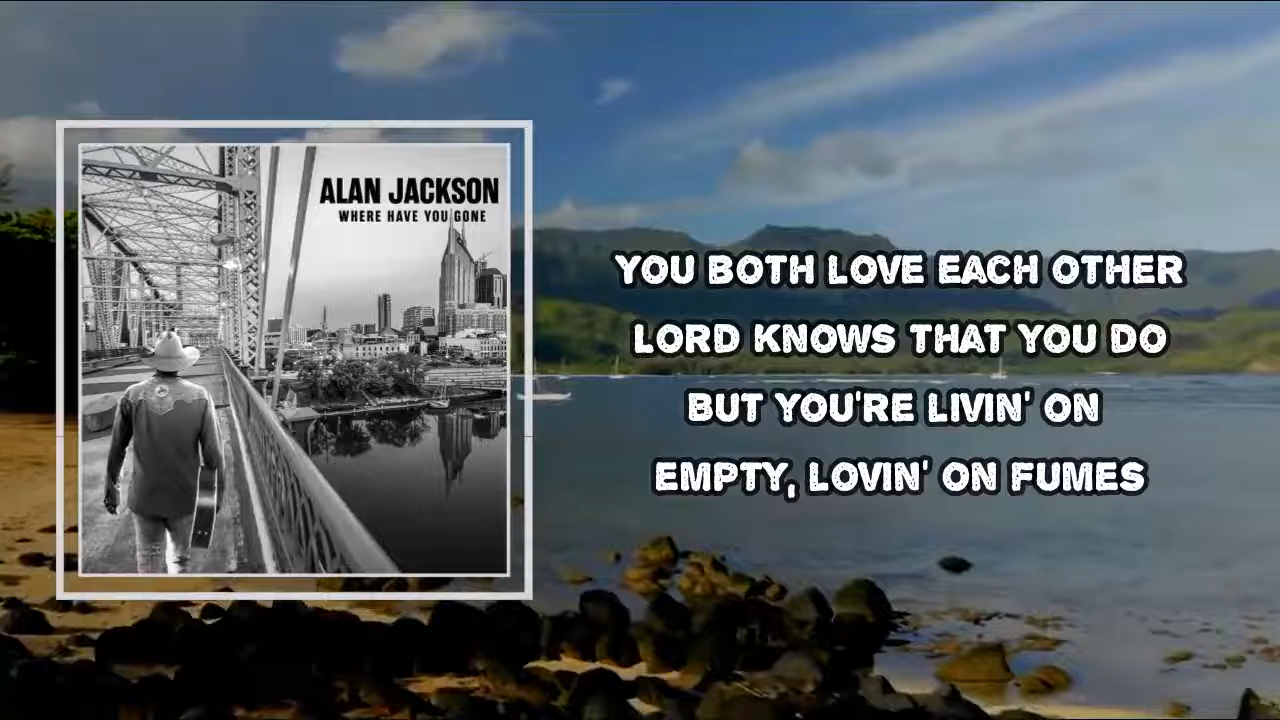 ALAN JACKSON
WHERE HAVE YOU GONE
YOU BOTH LOVE EACH OTHER
LORD KNOWS THAT YOU DO
BUT YOU'RE LIVIN' ON
EMPTY, LOVIN' ON FUMES